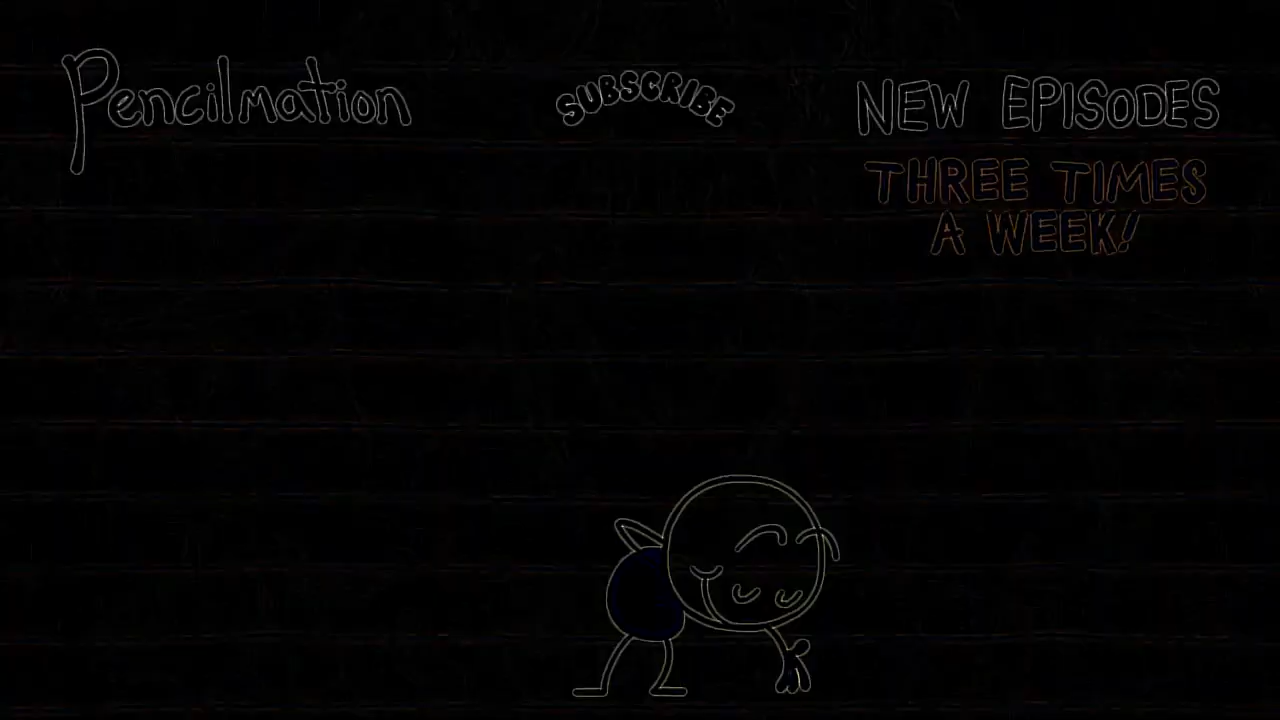 Pencilmation
SUBSCRIBE
NEW EPISODES
THREE TIMES
A WEEK!